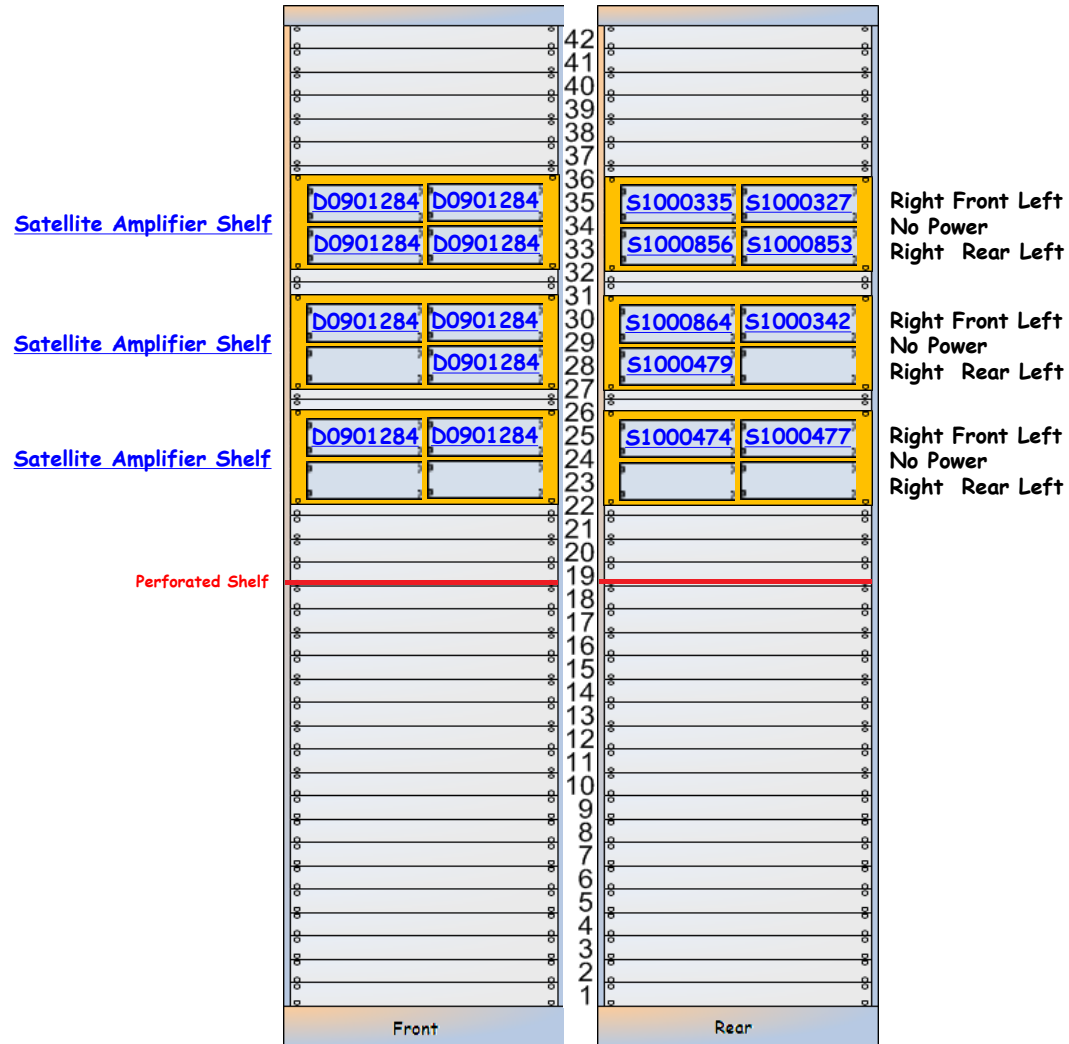 42
41
40
39
38
37
36
D0901284 D0901284 35 S1000335 S1000327 Right Front Left
Satellite Amplifier Shelf 34 No Power
D0901284 D0901284 33 S1000856 S1000853 Right Rear Left
32
31
D0901284 D0901284 30 S1000864 S1000342 Right Front Left
Satellite Amplifier Shelf 29 No Power
D0901284 28 S1000479 Right Rear Left
27
26
D0901284 D0901284 25 S1000474 S1000477 Right Front Left
Satellite Amplifier Shelf 24 No Power
23 Right Rear Left
22
21
20
Perforated Shelf 19
18
17
16
15
14
13
12
11
10
9
8
7
6
5
4
3
2
1
Front Rear